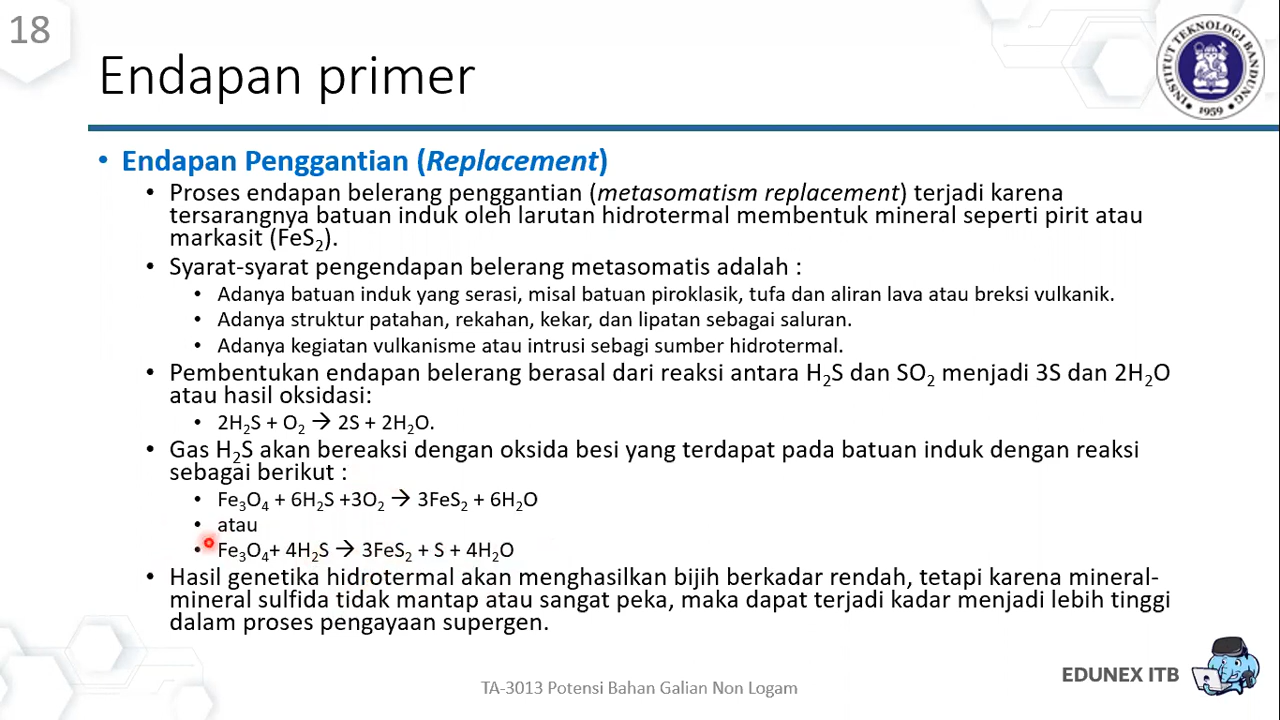 18
Endapan primer
INSTITUT TEKNOLOGI BANDUNG
1959
• Endapan Penggantian (Replacement)
• Proses endapan belerang penggantian (metasomatism replacement) terjadi karena
tersarangnya batuan induk oleh larutan hidrotermal membentuk mineral seperti pirit atau
markasit (FeS₂).
• Syarat-syarat pengendapan belerang metasomatis adalah :
• Adanya batuan induk yang serasi, misal batuan piroklasik, tufa dan aliran lava atau breksi vulkanik.
• Adanya struktur patahan, rekahan, kekar, dan lipatan sebagai saluran.
• Adanya kegiatan vulkanisme atau intrusi sebagi sumber hidrotermal.
• Pembentukan endapan belerang berasal dari reaksi antara H₂S dan SO₂ menjadi 3S dan 2H₂O
atau hasil oksidasi:
• 2H₂S + O₂ → 2S + 2H₂O.
• Gas H₂S akan bereaksi dengan oksida besi yang terdapat pada batuan induk dengan reaksi
sebagai berikut :
• Fe₃O₄ + 6H₂S +3O₂ → 3FeS₂ + 6H₂O
• atau
• Fe₃O₄+ 4H₂S → 3FeS₂ + S + 4H₂O
• Hasil genetika hidrotermal akan menghasilkan bijih berkadar rendah, tetapi karena mineral-
mineral sulfida tidak mantap atau sangat peka, maka dapat terjadi kadar menjadi lebih tinggi
dalam proses pengayaan supergen.
TA-3013 Potensi Bahan Galian Non Logam
EDUNEX ITB